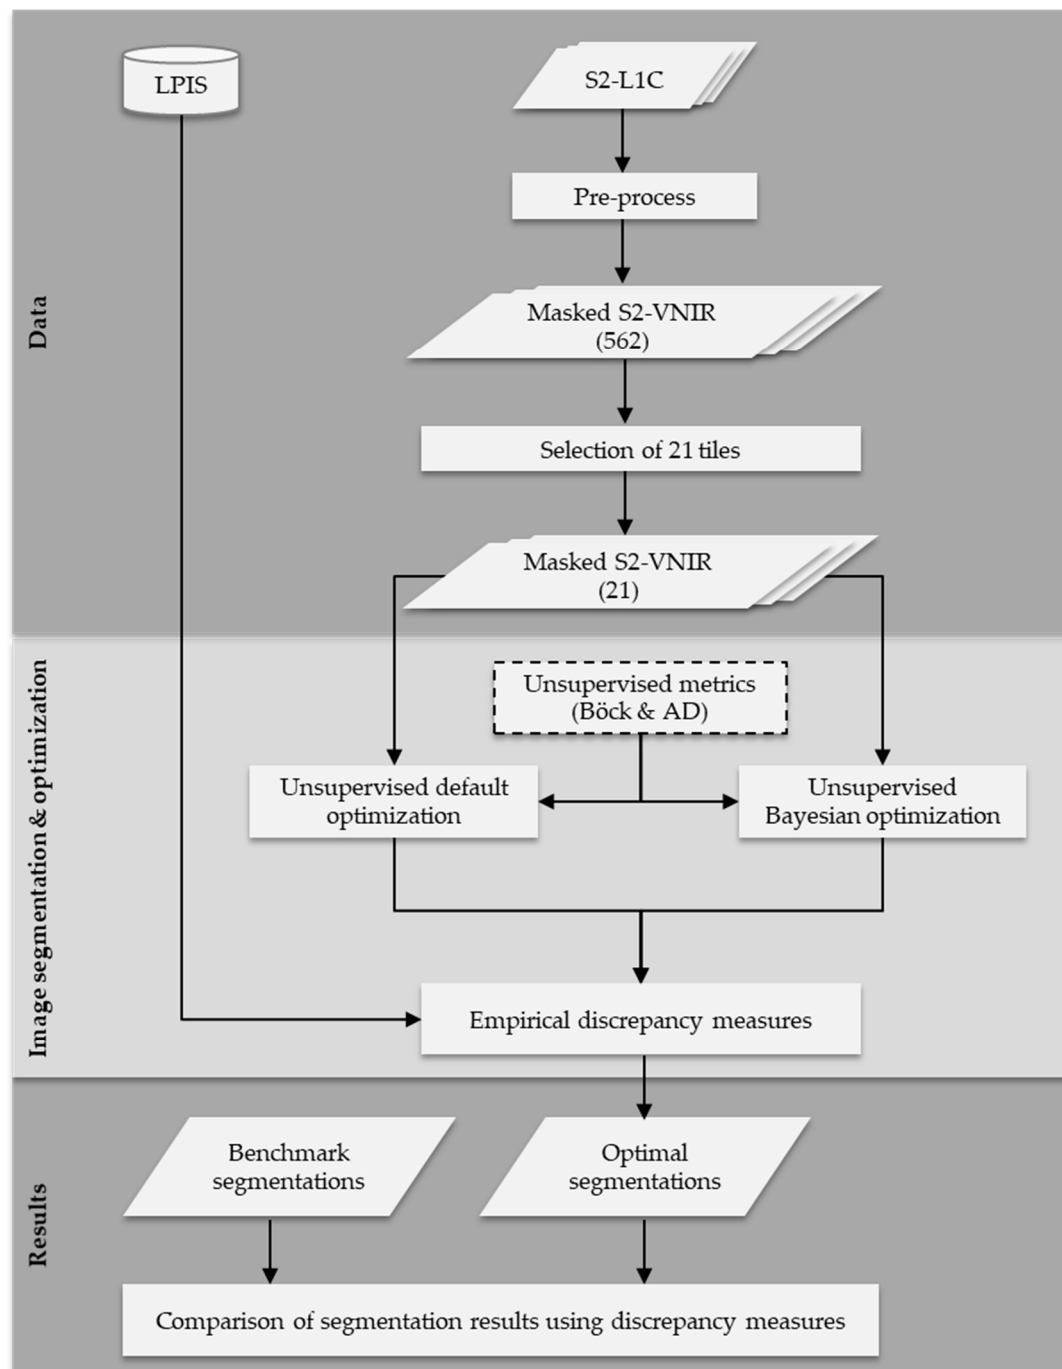 LPIS
S2-L1C
Pre-process
Masked S2-VNIR
(562)
Data
Selection of 21 tiles
Masked S2-VNIR
(21)
Unsupervised metrics
(Böck & AD)
Unsupervised default
optimization
Unsupervised
Bayesian optimization
Image segmentation & optimization
Empirical discrepancy measures
Benchmark
segmentations
Optimal
segmentations
Results
Comparison of segmentation results using discrepancy measures